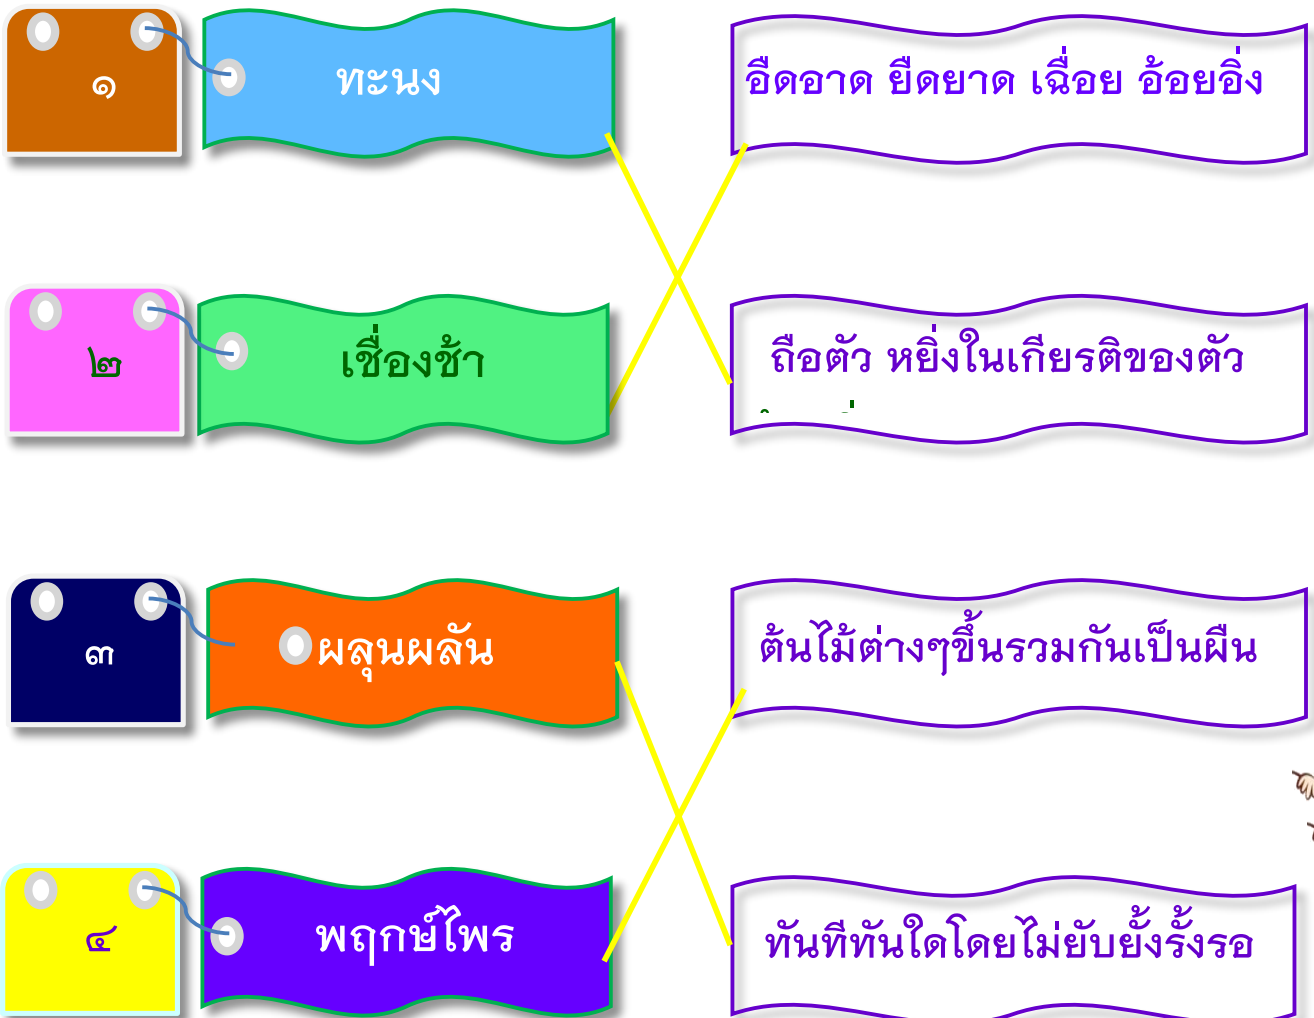 ๑
ทะนง
อืดอาด ยืดยาด เฉื่อย อ้อยอิ่ง
๒
เชื่องช้า
ถือตัว หยิ่งในเกียรติของตัว
๓
ผลุนผลัน
ต้นไม้ต่างๆขึ้นรวมกันเป็นผืน
๔
พฤกษ์ไพร
ทันทีทันใดโดยไม่ยับยั้งรั้งรอ